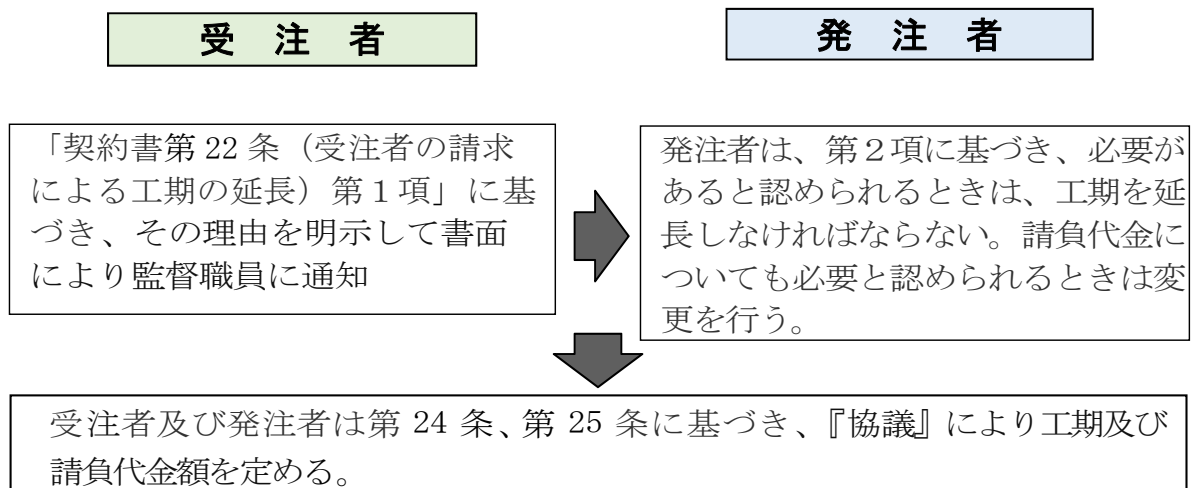 受 注 者
発 注 者
「契約書第 22 条（受注者の請求
による工期の延長）第１項」に基
づき、その理由を明示して書面
により監督職員に通知
発注者は、第２項に基づき、必要が
あると認められるときは、工期を延
長しなければならない。請負代金に
ついても必要と認められるときは変
更を行う。
受注者及び発注者は第 24 条、第 25 条に基づき、『協議』により工期及び
請負代金額を定める。